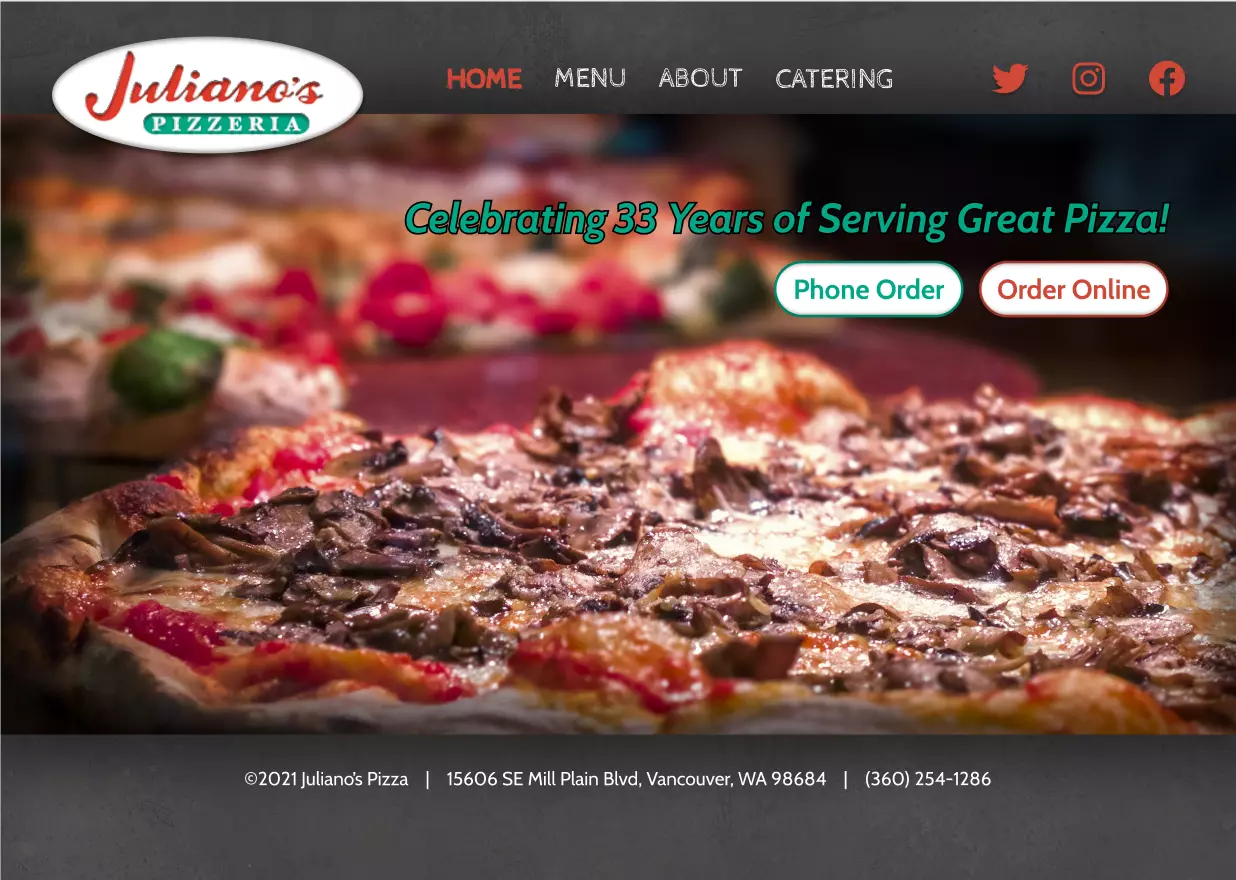 Juliano's
PIZZERIA
HOME MENU ABOUT CATERING
Celebrating 33 Years of Serving Great Pizza!
Phone Order Order Online
©2021 Juliano's Pizza | 15606 SE Mill Plain Blvd, Vancouver, WA 98684 | (360) 254-1286